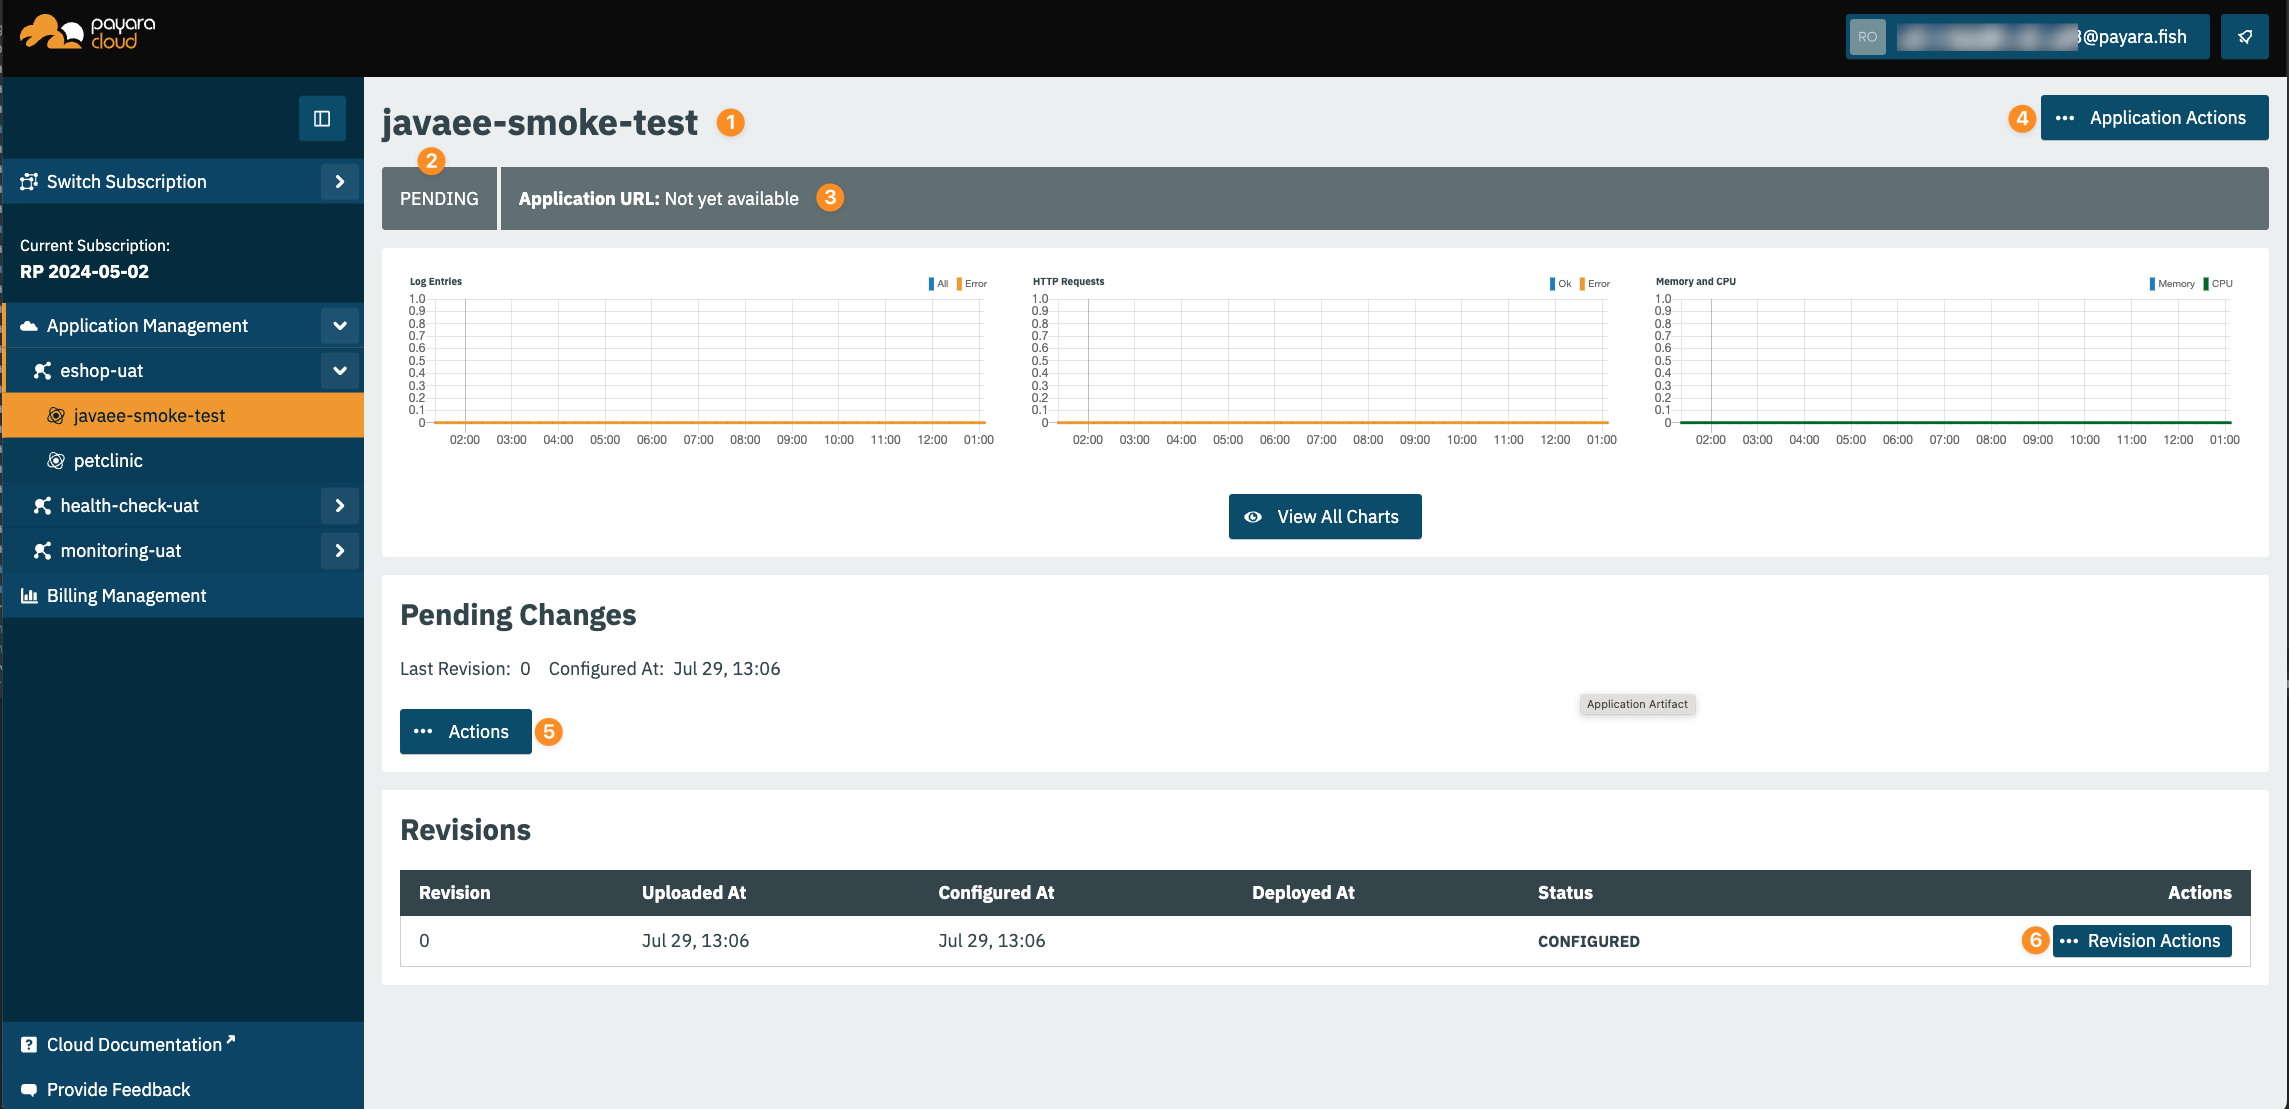 payara
cloud
RO
3@payara.fish
Switch Subscription
Current Subscription:
RP 2024-05-02
Application Management
eshop-uat
javaee-smoke-test
petclinic
health-check-uat
monitoring-uat
Billing Management
Cloud Documentation
Provide Feedback
javaee-smoke-test 1
4 ••• Application Actions
2
PENDING
Application URL: Not yet available 3
Log Entries
All Error
1.0
0.9
0.8
0.7
0.6
0.5
0.4
0.3
0.2
0.1
0
02:00 03:00 04:00 05:00 06:00 07:00 08:00 09:00 10:00 11:00 12:00 01:00
HTTP Requests
Ok Error
1.0
0.9
0.8
0.7
0.6
0.5
0.4
0.3
0.2
0.1
0
02:00 03:00 04:00 05:00 06:00 07:00 08:00 09:00 10:00 11:00 12:00 01:00
Memory and CPU
Memory CPU
1.0
0.9
0.8
0.7
0.6
0.5
0.4
0.3
0.2
0.1
0
02:00 03:00 04:00 05:00 06:00 07:00 08:00 09:00 10:00 11:00 12:00 01:00
View All Charts
Pending Changes
Last Revision: 0 Configured At: Jul 29, 13:06
Application Artifact
••• Actions 5
Revisions
Revision Uploaded At Configured At Deployed At Status Actions
0 Jul 29, 13:06 Jul 29, 13:06 CONFIGURED 6 ••• Revision Actions